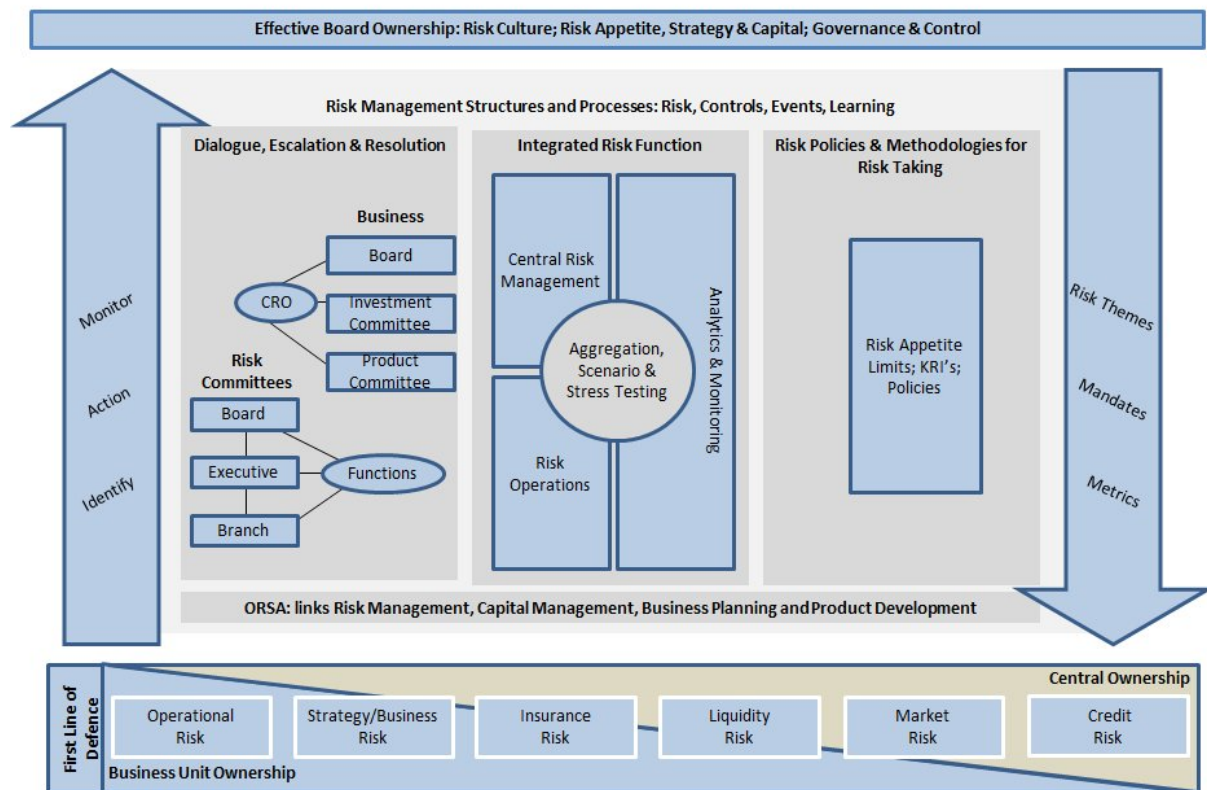 Effective Board Ownership: Risk Culture; Risk Appetite, Strategy & Capital; Governance & Control
Risk Management Structures and Processes: Risk, Controls, Events, Learning
Monitor
Action
Identify
Dialogue, Escalation & Resolution
Business
Board
CRO
Investment
Committee
Product
Committee
Risk
Committees
Board
Executive
Functions
Branch
Integrated Risk Function
Central Risk
Management
Aggregation,
Scenario &
Stress Testing
Analytics & Monitoring
Risk
Operations
Risk Policies & Methodologies for
Risk Taking
Risk Appetite
Limits; KRI's;
Policies
Risk Themes
Mandates
Metrics
ORSA: links Risk Management, Capital Management, Business Planning and Product Development
First Line of
Defence
Central Ownership
Operational
Risk
Strategy/Business
Risk
Insurance
Risk
Liquidity
Risk
Market
Risk
Credit
Risk
Business Unit Ownership